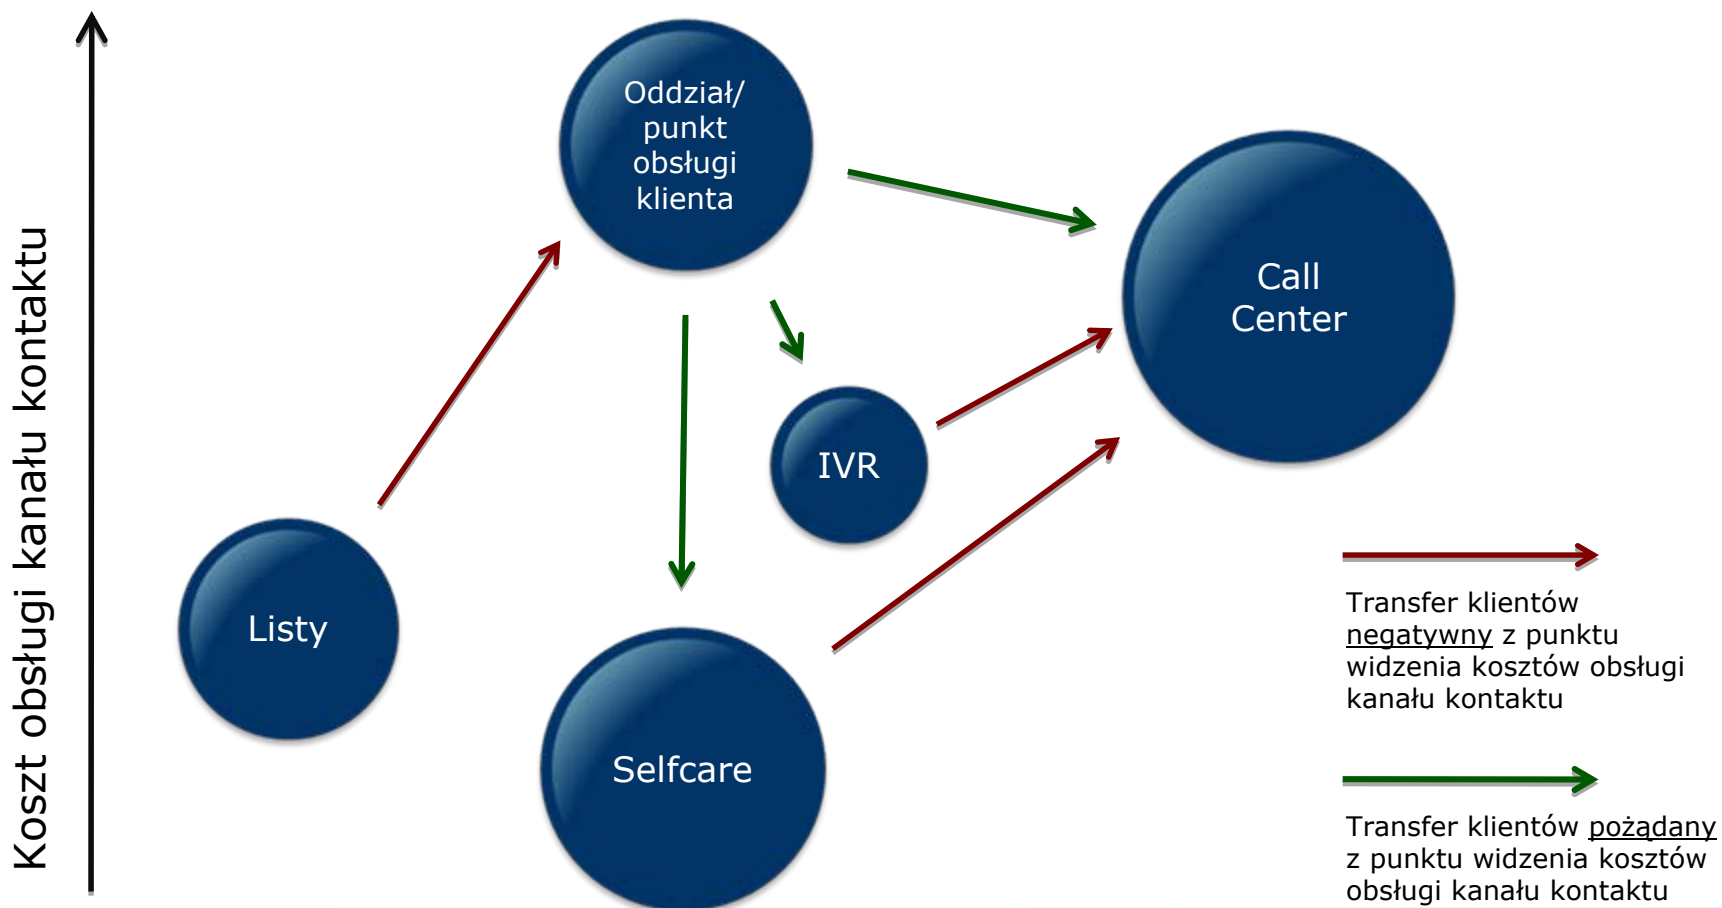 Koszt obsługi kanału kontaktu
Oddział/
punkt
obsługi
klienta
Call
Center
IVR
Listy
Selfcare
Transfer klientów
negatywny z punktu
widzenia kosztów obsługi
kanału kontaktu
Transfer klientów pożądany
z punktu widzenia kosztów
obsługi kanału kontaktu